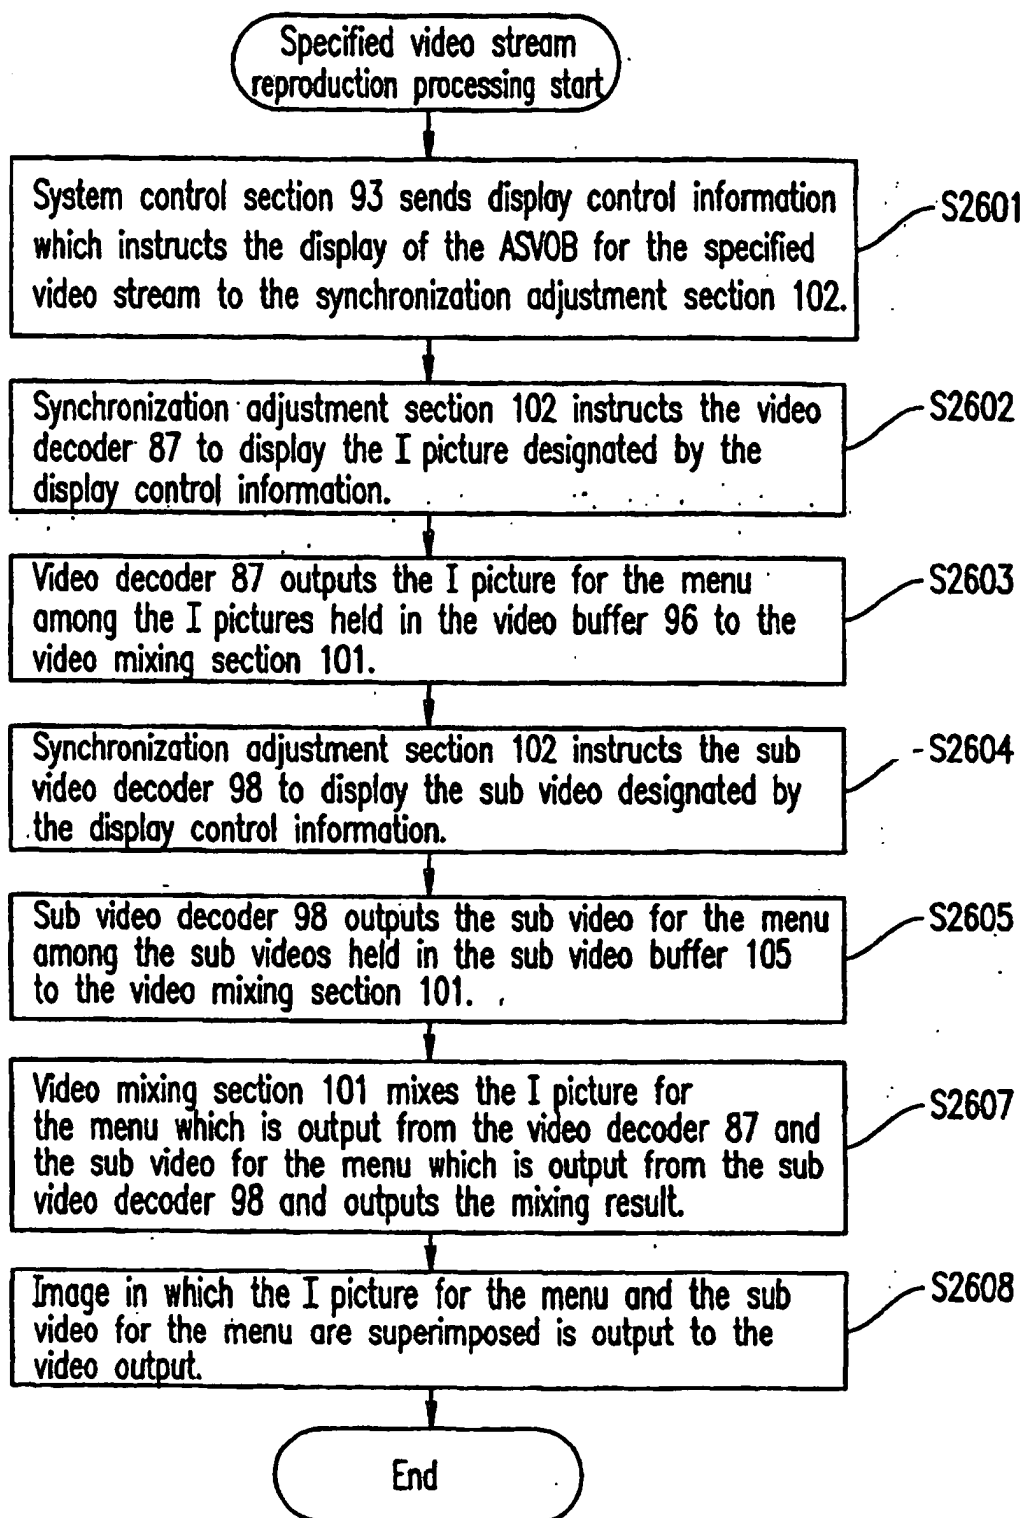 Specified video stream
reproduction processing start
System control section 93 sends display control information
which instructs the display of the ASVOB for the specified
video stream to the synchronization adjustment section 102.
S2601
Synchronization adjustment section 102 instructs the video
decoder 87 to display the I picture designated by the
display control information.
S2602
Video decoder 87 outputs the I picture for the menu
among the I pictures held in the video buffer 96 to the
video mixing section 101.
S2603
Synchronization adjustment section 102 instructs the sub
video decoder 98 to display the sub video designated by
the display control information.
S2604
Sub video decoder 98 outputs the sub video for the menu
among the sub videos held in the sub video buffer 105
to the video mixing section 101.
S2605
Video mixing section 101 mixes the I picture for
the menu which is output from the video decoder 87 and
the sub video for the menu which is output from the sub
video decoder 98 and outputs the mixing result.
S2607
Image in which the I picture for the menu and the sub
video for the menu are superimposed is output to the
video output.
S2608
End